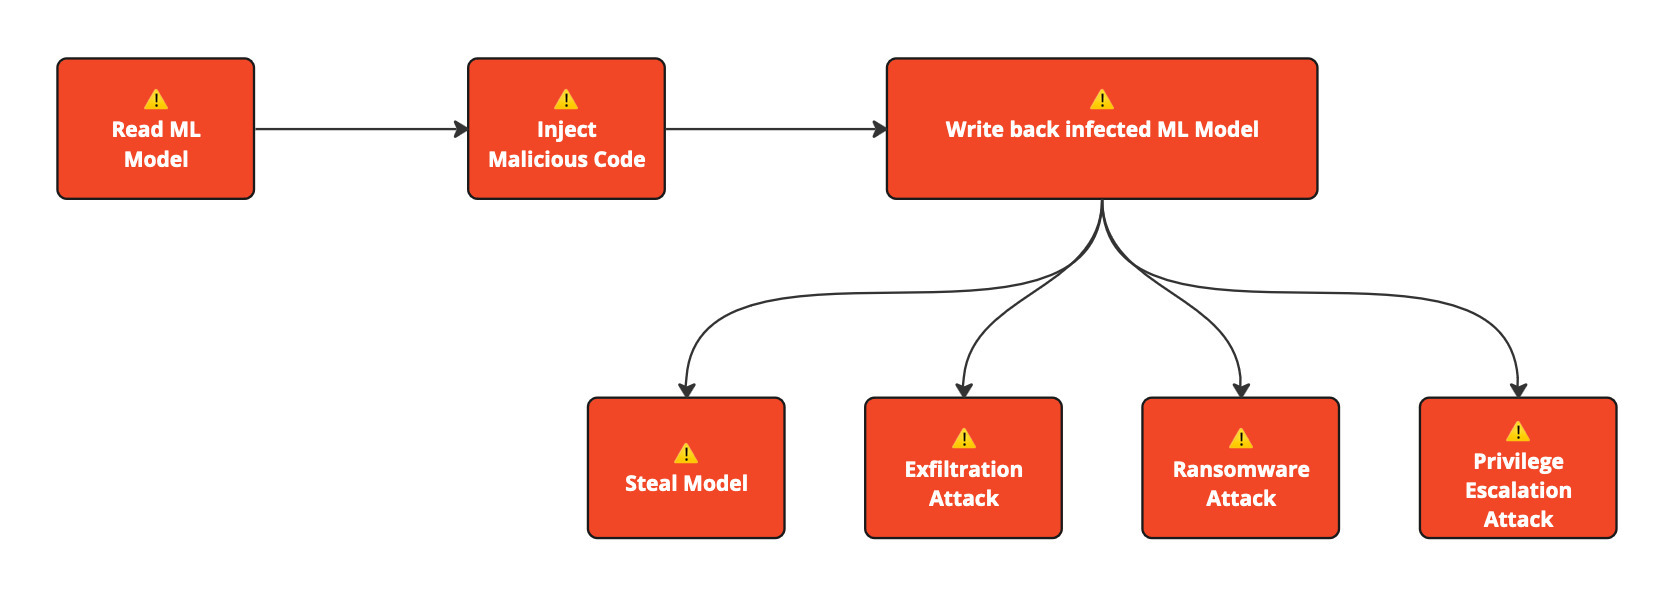 Read ML
Model
Inject
Malicious Code
Write back infected ML Model
Steal Model
Exfiltration
Attack
Ransomware
Attack
Privilege
Escalation
Attack